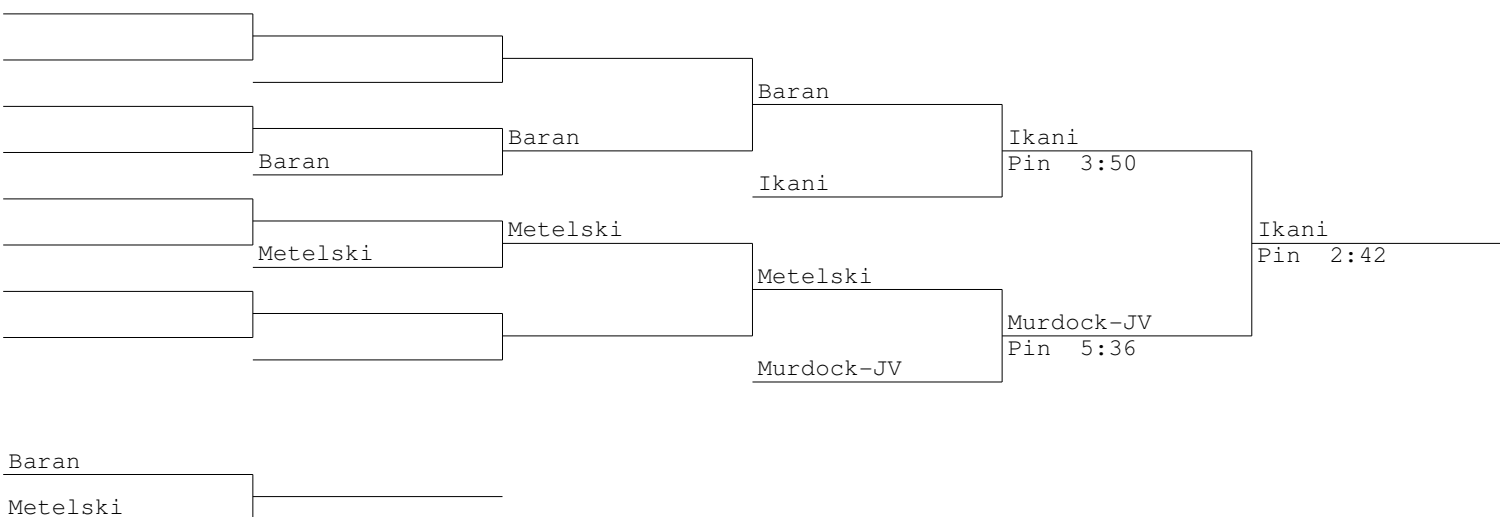 Baran
Ikani
Baran
Pin  3:50
Baran
Ikani
Metelski
Ikani
Metelski
Pin  2:42
Metelski
Murdock-JV
Pin  5:36
Murdock-JV
Baran
Metelski